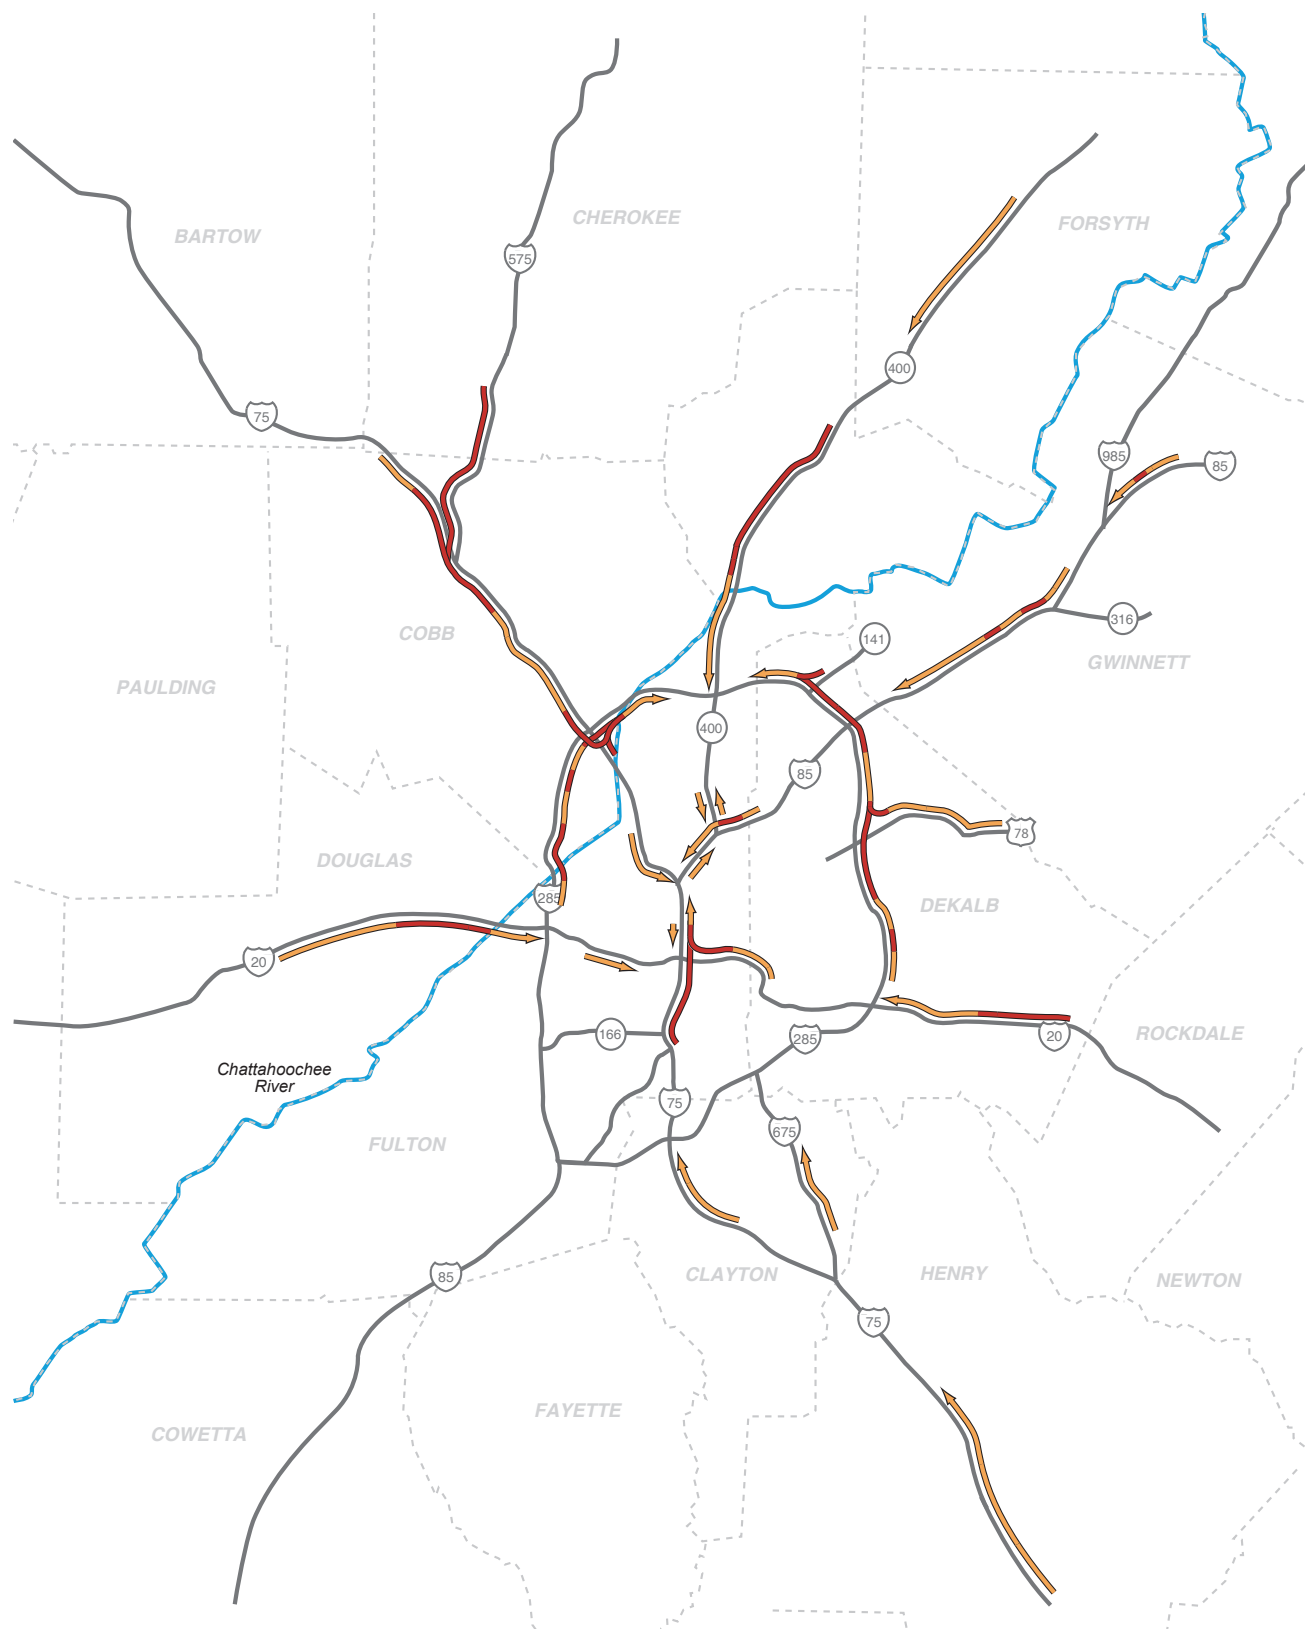 CHEROKEE
FORSYTH
BARTOW
575
400
75
985
85
316
141
COBB
GWINNETT
PAULDING
400
85
78
DOUGLAS
285
DEKALB
20
166
285
20
ROCKDALE
Chattahoochee
River
75
675
FULTON
85
CLAYTON
HENRY
NEWTON
75
FAYETTE
COWETTA